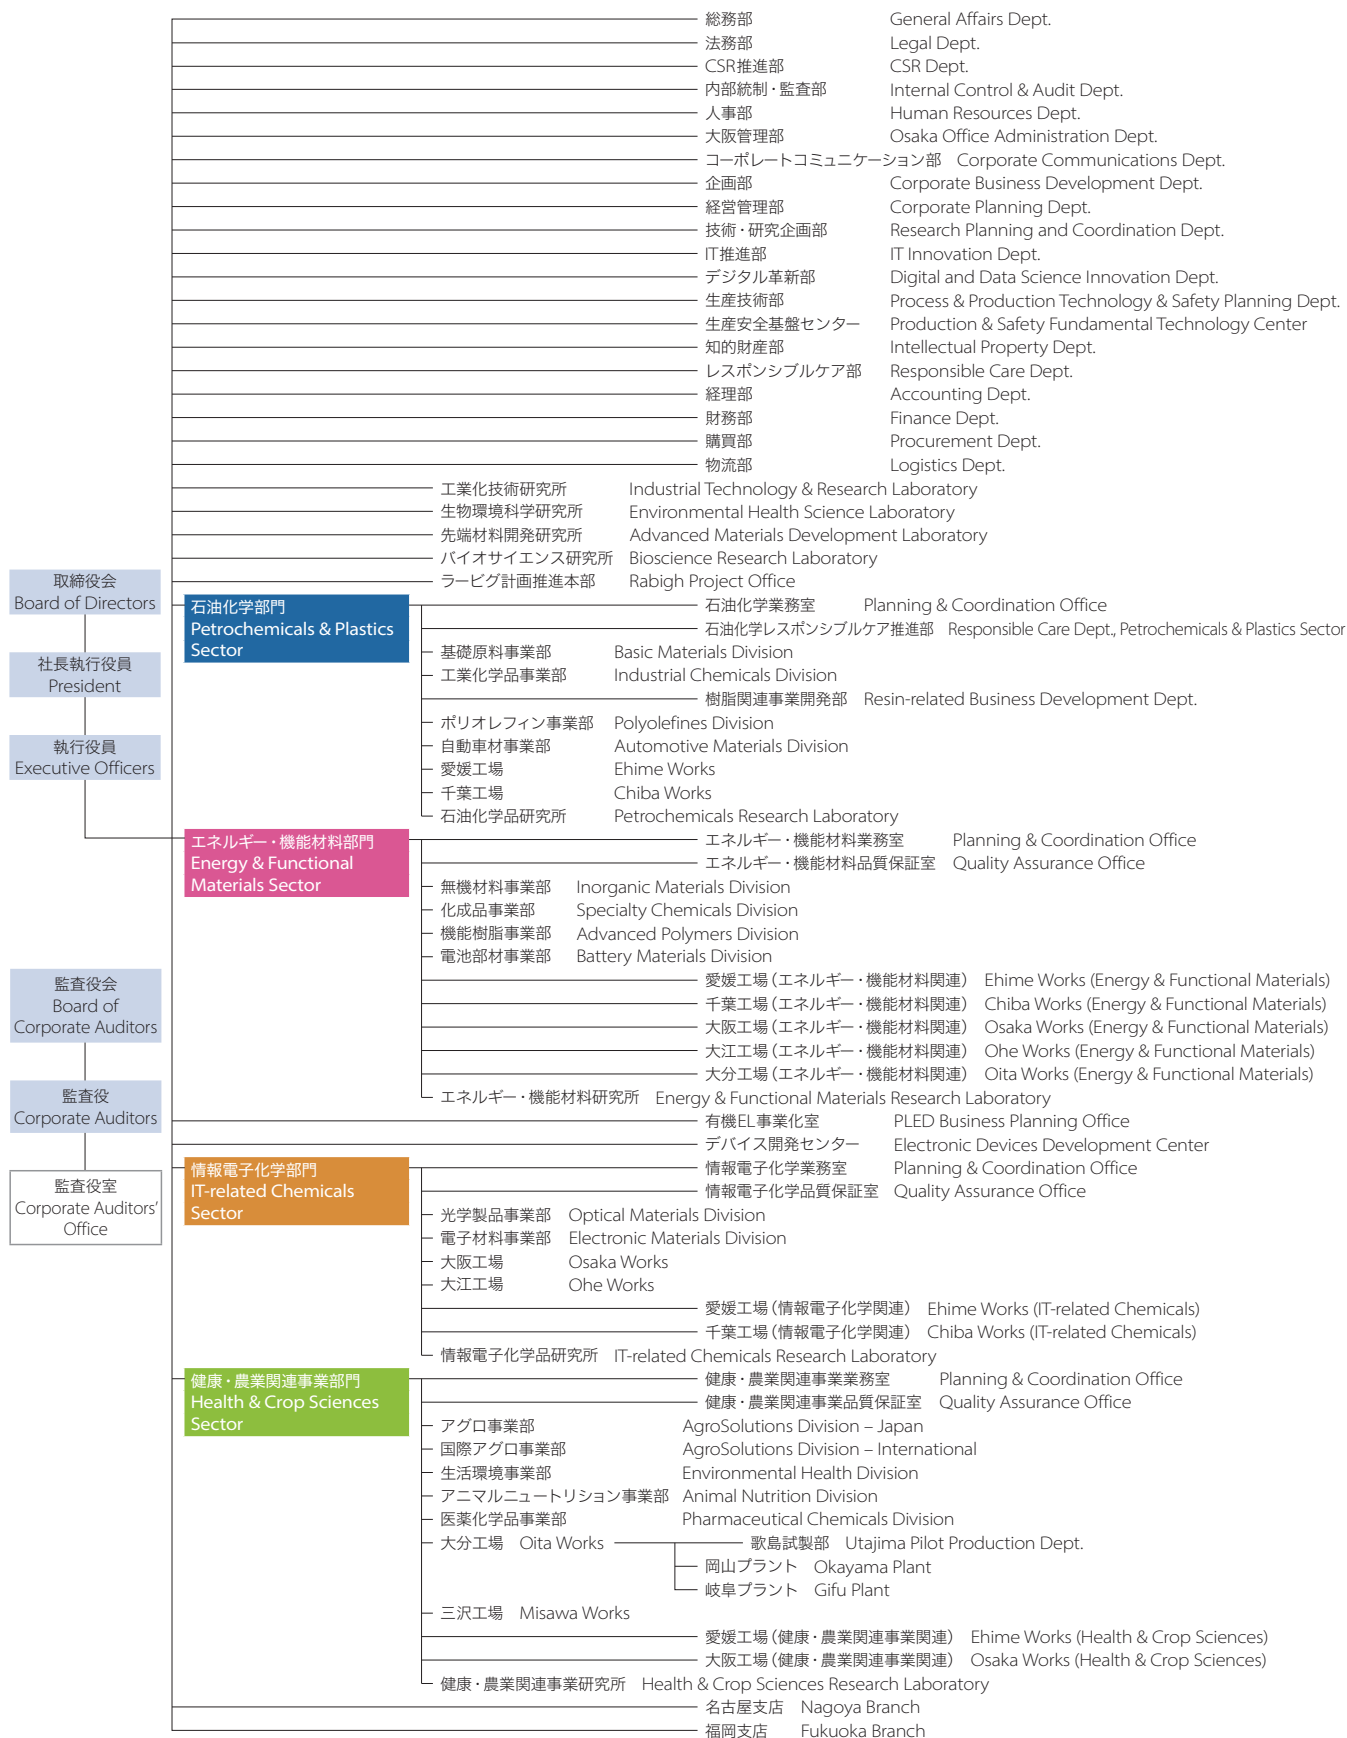 総務部 General Affairs Dept.
法務部 Legal Dept.
CSR推進部 CSR Dept.
内部統制・監査部 Internal Control & Audit Dept.
人事部 Human Resources Dept.
大阪管理部 Osaka Office Administration Dept.
コーポレートコミュニケーション部 Corporate Communications Dept.
企画部 Corporate Business Development Dept.
経営管理部 Corporate Planning Dept.
技術・研究企画部 Research Planning and Coordination Dept.
IT推進部 IT Innovation Dept.
デジタル革新部 Digital and Data Science Innovation Dept.
生産技術部 Process & Production Technology & Safety Planning Dept.
生産安全基盤センター Production & Safety Fundamental Technology Center
知的財産部 Intellectual Property Dept.
レスポンシブルケア部 Responsible Care Dept.
経理部 Accounting Dept.
財務部 Finance Dept.
購買部 Procurement Dept.
物流部 Logistics Dept.
工業化技術研究所 Industrial Technology & Research Laboratory
生物環境科学研究所 Environmental Health Science Laboratory
先端材料開発研究所 Advanced Materials Development Laboratory
バイオサイエンス研究所 Bioscience Research Laboratory
ラービグ計画推進本部 Rabigh Project Office
取締役会
Board of Directors
社長執行役員
President
執行役員
Executive Officers
監査役会
Board of
Corporate Auditors
監査役
Corporate Auditors
監査役室
Corporate Auditors'
Office
石油化学部門
Petrochemicals & Plastics
Sector
石油化学業務室 Planning & Coordination Office
石油化学レスポンシブルケア推進部 Responsible Care Dept., Petrochemicals & Plastics Sector
基礎原料事業部 Basic Materials Division
工業化学品事業部 Industrial Chemicals Division
樹脂関連事業開発部 Resin-related Business Development Dept.
ポリオレフィン事業部 Polyolefines Division
自動車材事業部 Automotive Materials Division
愛媛工場 Ehime Works
千葉工場 Chiba Works
石油化学品研究所 Petrochemicals Research Laboratory
エネルギー・機能材料部門
Energy & Functional
Materials Sector
エネルギー・機能材料業務室 Planning & Coordination Office
エネルギー・機能材料品質保証室 Quality Assurance Office
無機材料事業部 Inorganic Materials Division
化成品事業部 Specialty Chemicals Division
機能樹脂事業部 Advanced Polymers Division
電池部材事業部 Battery Materials Division
愛媛工場（エネルギー・機能材料関連） Ehime Works (Energy & Functional Materials)
千葉工場（エネルギー・機能材料関連） Chiba Works (Energy & Functional Materials)
大阪工場（エネルギー・機能材料関連） Osaka Works (Energy & Functional Materials)
大江工場（エネルギー・機能材料関連） Ohe Works (Energy & Functional Materials)
大分工場（エネルギー・機能材料関連） Oita Works (Energy & Functional Materials)
エネルギー・機能材料研究所 Energy & Functional Materials Research Laboratory
有機EL事業化室 PLED Business Planning Office
デバイス開発センター Electronic Devices Development Center
情報電子化学部門
IT-related Chemicals
Sector
情報電子化学業務室 Planning & Coordination Office
情報電子化学品質保証室 Quality Assurance Office
光学製品事業部 Optical Materials Division
電子材料事業部 Electronic Materials Division
大阪工場 Osaka Works
大江工場 Ohe Works
愛媛工場（情報電子化学関連） Ehime Works (IT-related Chemicals)
千葉工場（情報電子化学関連） Chiba Works (IT-related Chemicals)
情報電子化学品研究所 IT-related Chemicals Research Laboratory
健康・農業関連事業部門
Health & Crop Sciences
Sector
健康・農業関連事業業務室 Planning & Coordination Office
健康・農業関連事業品質保証室 Quality Assurance Office
アグロ事業部 AgroSolutions Division – Japan
国際アグロ事業部 AgroSolutions Division – International
生活環境事業部 Environmental Health Division
アニマルニュートリション事業部 Animal Nutrition Division
医薬化学品事業部 Pharmaceutical Chemicals Division
大分工場 Oita Works 歌島試製部 Utajima Pilot Production Dept.
岡山プラント Okayama Plant
岐阜プラント Gifu Plant
三沢工場 Misawa Works
愛媛工場（健康・農業関連事業関連） Ehime Works (Health & Crop Sciences)
大阪工場（健康・農業関連事業関連） Osaka Works (Health & Crop Sciences)
健康・農業関連事業研究所 Health & Crop Sciences Research Laboratory
名古屋支店 Nagoya Branch
福岡支店 Fukuoka Branch